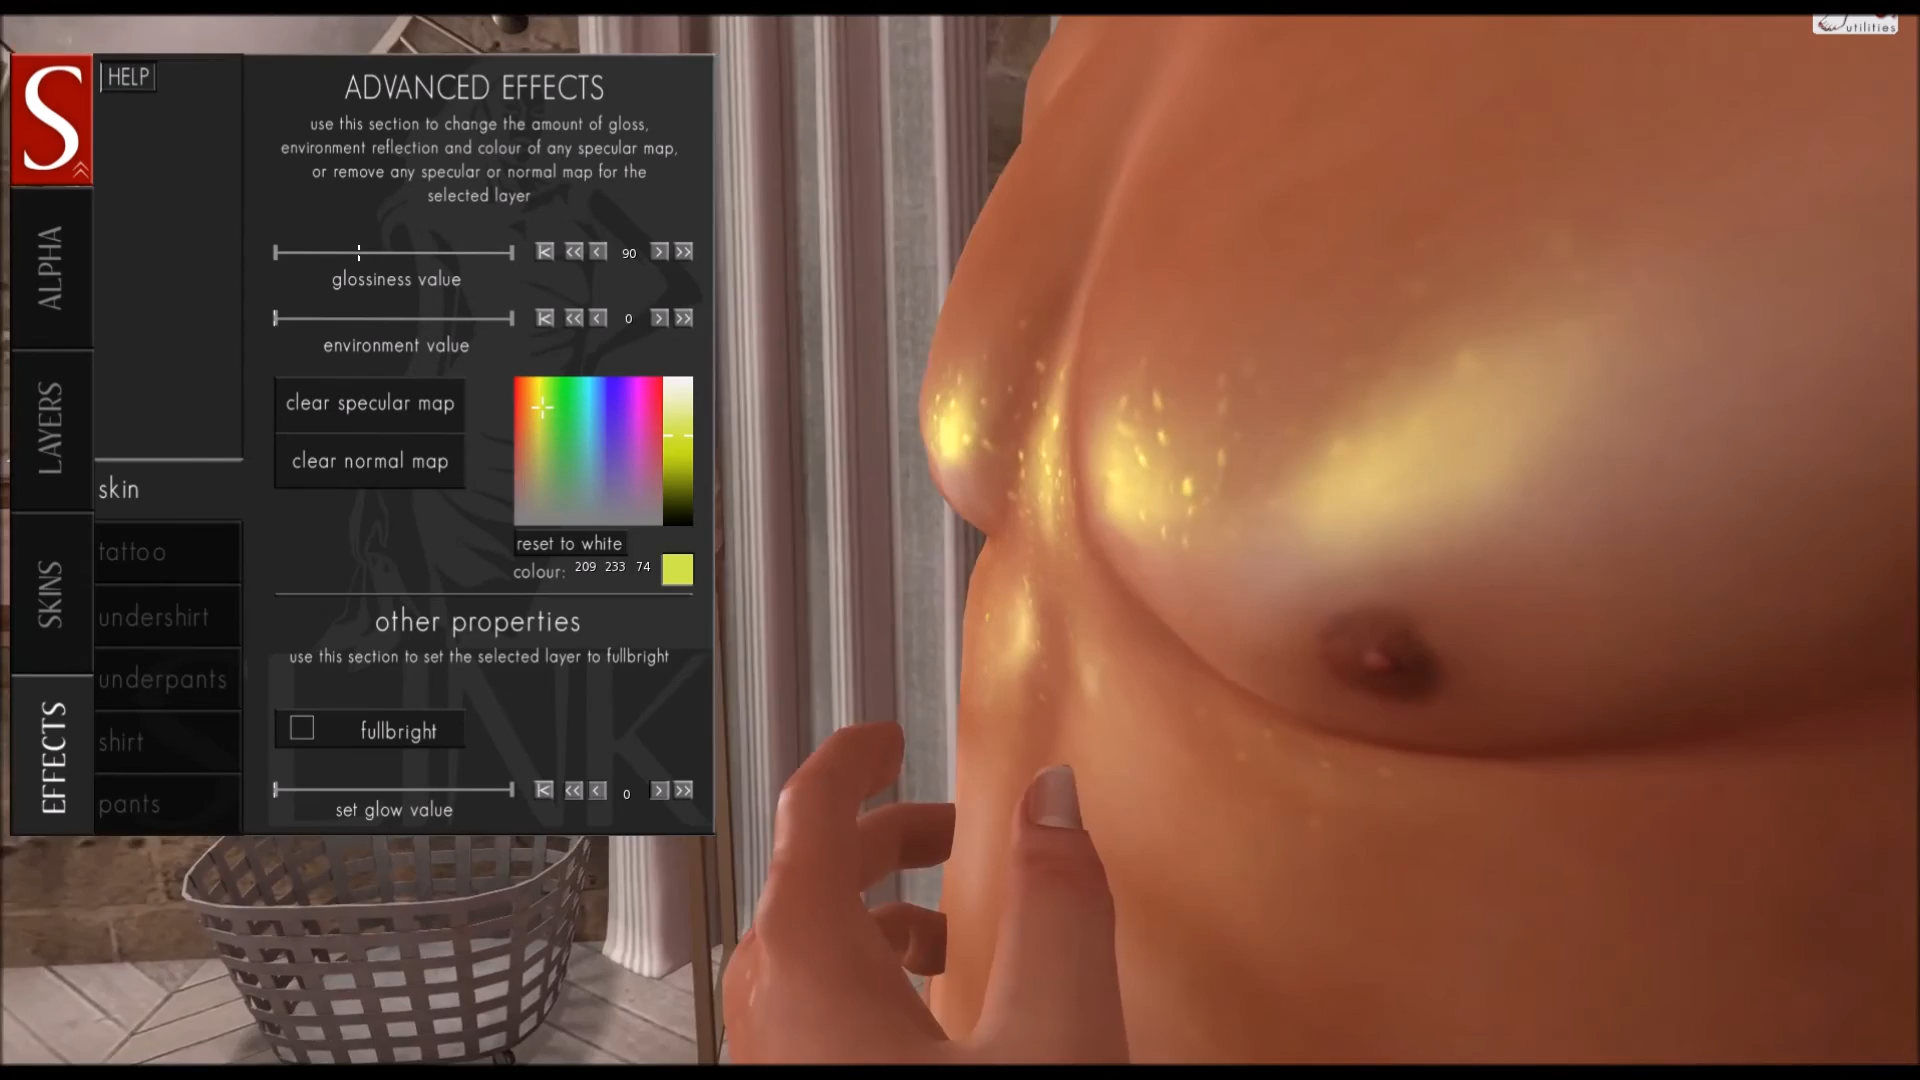 utilities
S
HELP
ALPHA
LAYERS
SKINS
EFFECTS
skin
tattoo
undershirt
underpants
shirt
pants
ADVANCED EFFECTS
use this section to change the amount of gloss,
environment reflection and colour of any specular map,
or remove any specular or normal map for the
selected layer
|< << < 90 > >>
glossiness value
|< << < 0 > >>
environment value
clear specular map
clear normal map
reset to white
colour: 209 233 74
other properties
use this section to set the selected layer to fullbright
fullbright
|< << < 0 > >>
set glow value
SLINK